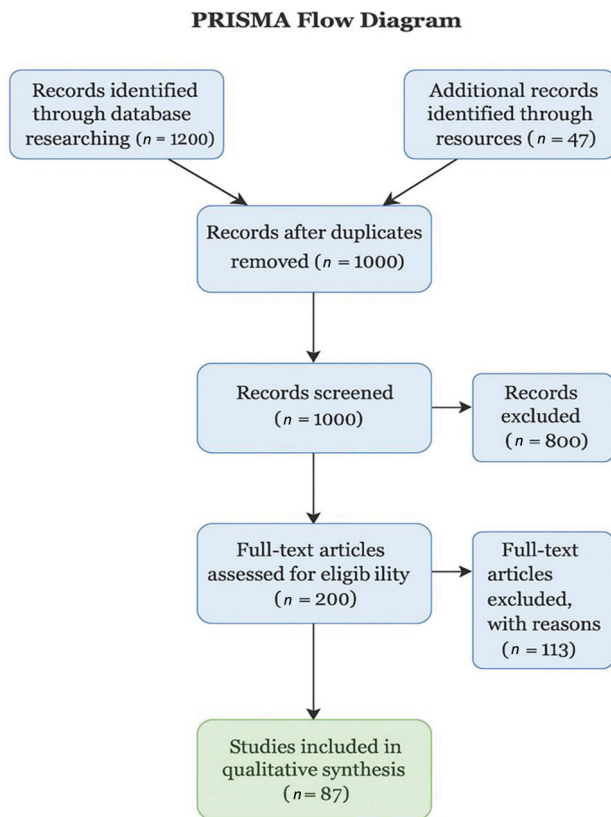 PRISMA Flow Diagram
Records identified
through database
researching (n = 1200)
Additional records
identified through
resources (n = 47)
Records after duplicates
removed (n = 1000)
Records screened
(n = 1000)
Records
excluded
(n = 800)
Full-text articles
assessed for eligib ility
(n = 200)
Full-text
articles
excluded,
with reasons
(n = 113)
Studies included in
qualitative synthesis
(n = 87)